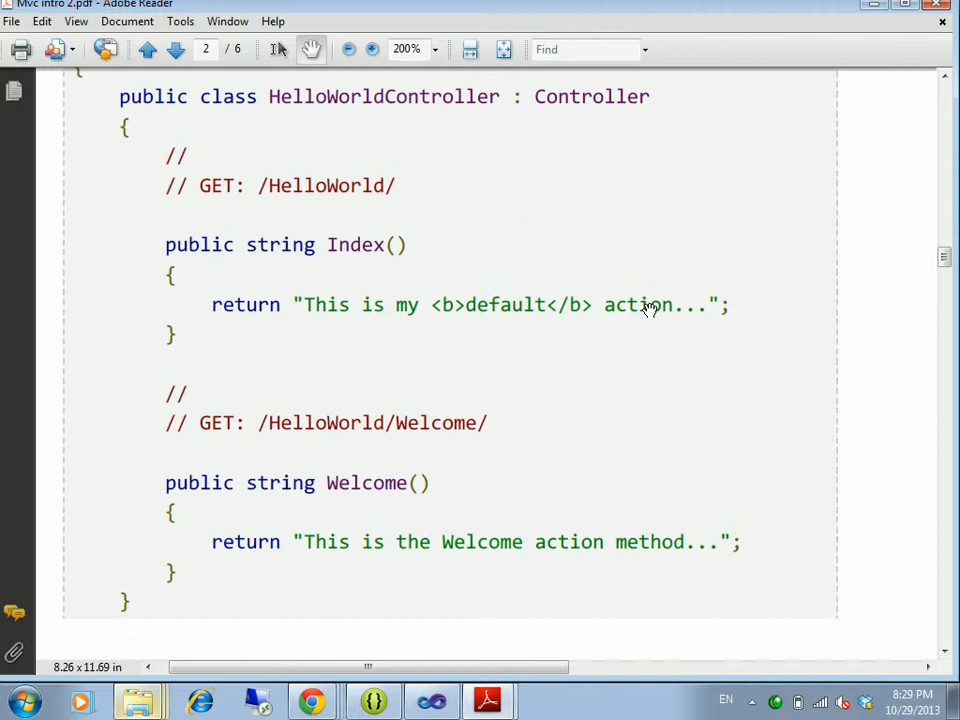 Mvc intro 2.pdf - Adobe Reader
File Edit View Document Tools Window Help
2 / 6 200% Find
{
public class HelloWorldController : Controller
{
//
// GET: /HelloWorld/
public string Index()
{
return "This is my <b>default</b> action...";
}
//
// GET: /HelloWorld/Welcome/
public string Welcome()
{
return "This is the Welcome action method...";
}
}
8.26 x 11.69 in
EN
8:29 PM
10/29/2013